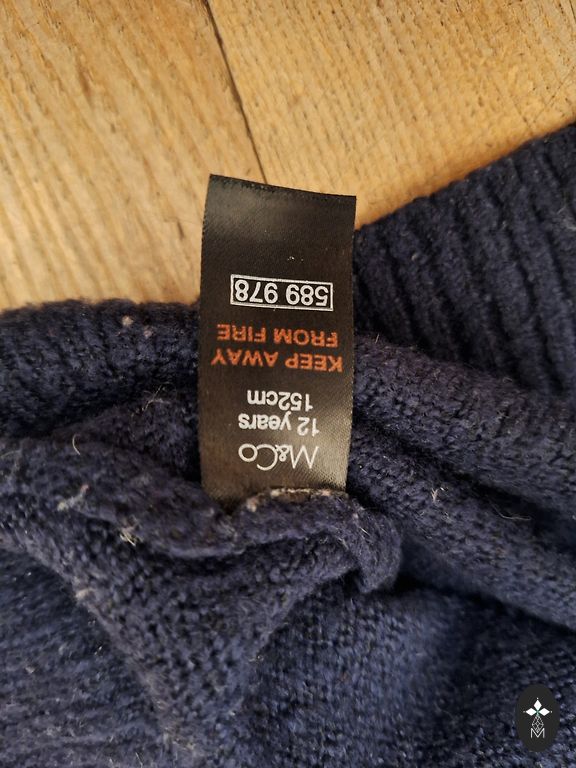 M&Co
12 years
152cm
KEEP AWAY
FROM FIRE
589 978
M